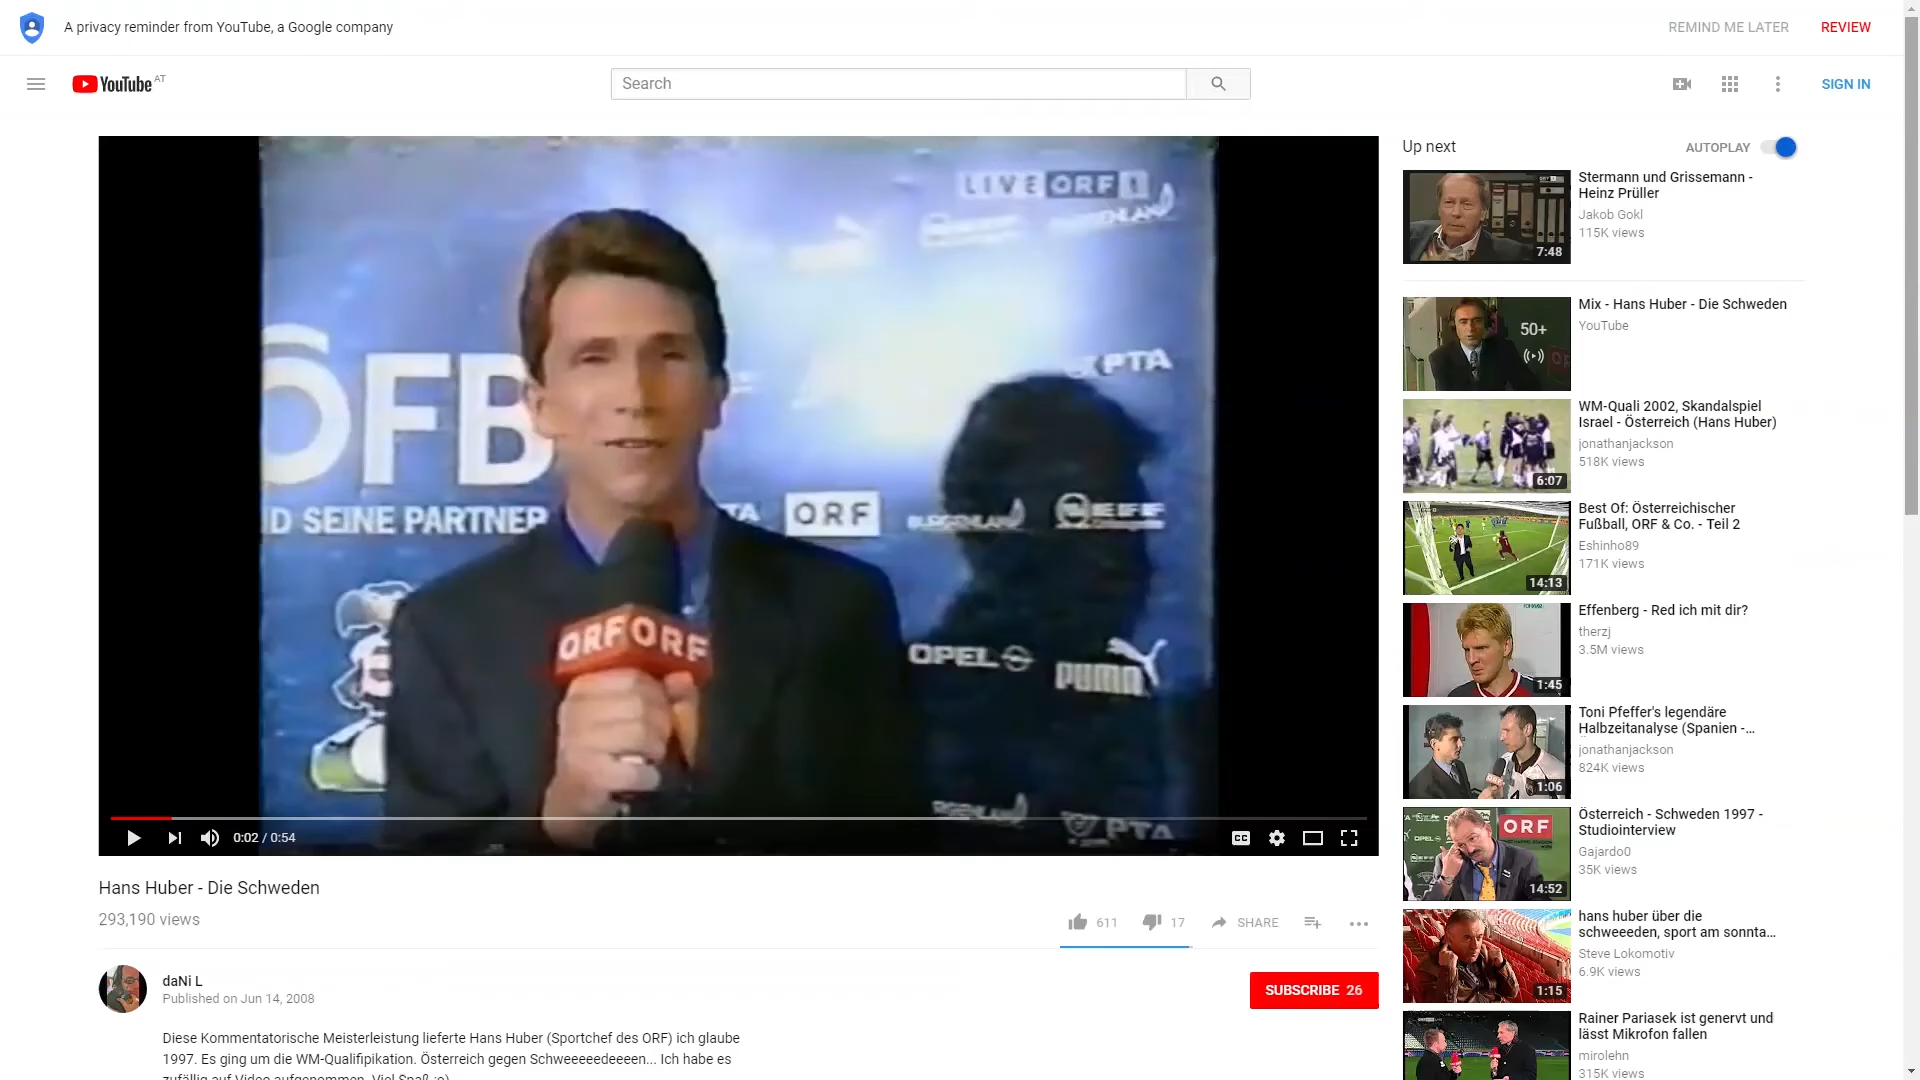 A privacy reminder from YouTube, a Google company
REMIND ME LATER
REVIEW
YouTube AT
Search
SIGN IN
LIVE ORF 1
ÖFB
D SEINE PARTNER
TA
ORF
BURGENLAND
PTA
OPEL
PUMA
ORF ORF
PTA
0:02 / 0:54
Hans Huber - Die Schweden
293,190 views
611
17
SHARE
daNi L
Published on Jun 14, 2008
SUBSCRIBE 26
Diese Kommentatorische Meisterleistung lieferte Hans Huber (Sportchef des ORF) ich glaube
1997. Es ging um die WM-Qualifipikation. Österreich gegen Schweeeeedeeeen... Ich habe es
zufällig auf Video aufgenommen. Viel Spaß :o)
Up next
AUTOPLAY
Stermann und Grissemann -
Heinz Prüller
Jakob Gokl
115K views
7:48
Mix - Hans Huber - Die Schweden
YouTube
50+
WM-Quali 2002, Skandalspiel
Israel - Österreich (Hans Huber)
jonathanjackson
518K views
6:07
Best Of: Österreichischer
Fußball, ORF & Co. - Teil 2
Eshinho89
171K views
14:13
Effenberg - Red ich mit dir?
therzj
3.5M views
1:45
Toni Pfeffer's legendäre
Halbzeitanalyse (Spanien -...
jonathanjackson
824K views
1:06
Österreich - Schweden 1997 -
Studiointerview
Gajardo0
35K views
ORF
14:52
hans huber über die
schweeeden, sport am sonnta...
Steve Lokomotiv
6.9K views
1:15
Rainer Pariasek ist genervt und
lässt Mikrofon fallen
mirolehn
315K views